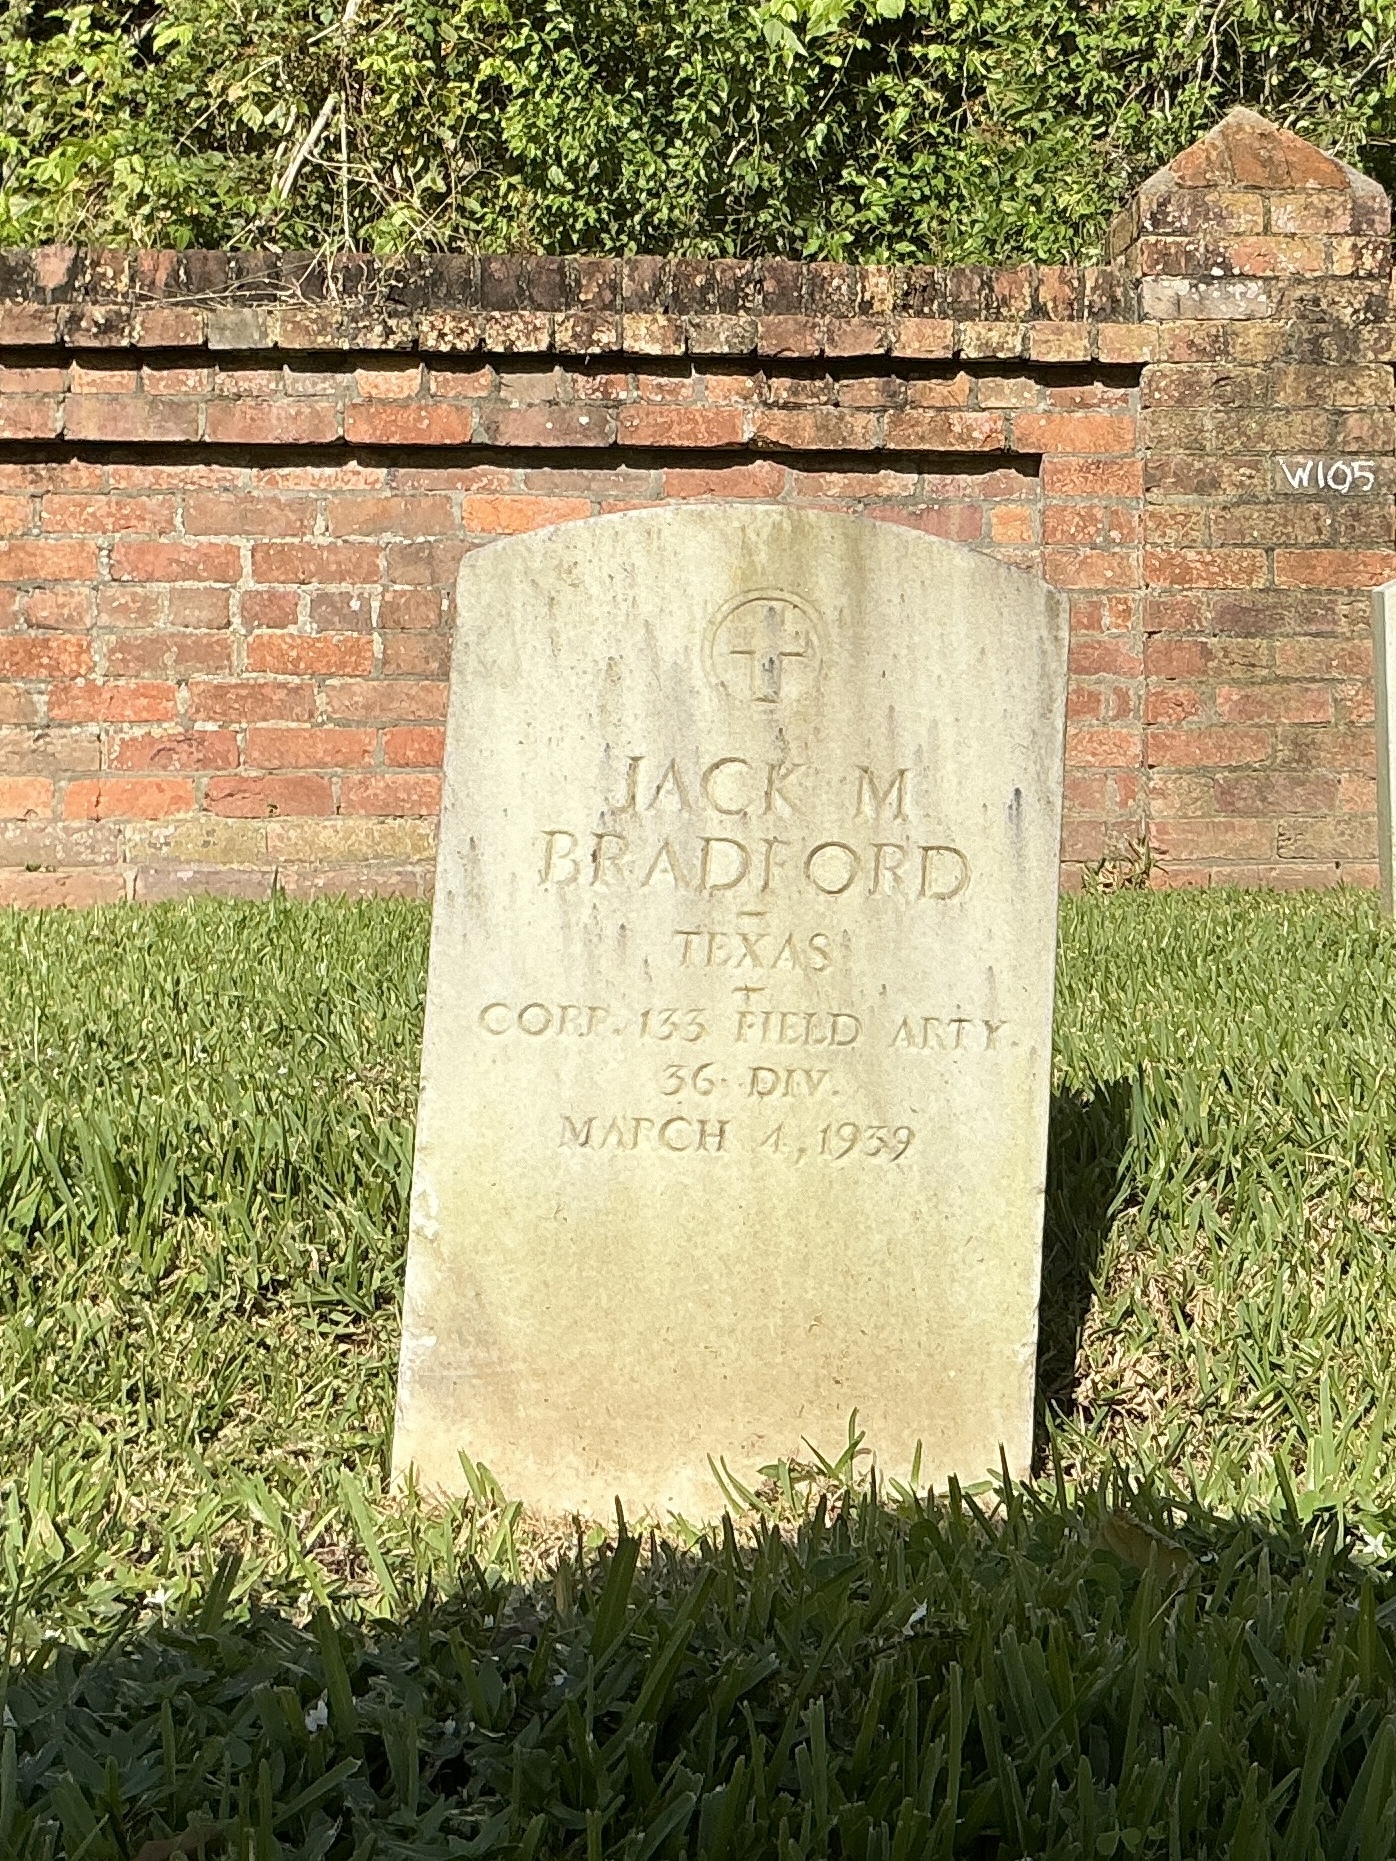 W105
JACK M
BRADFORD
TEXAS
CORP. 133 FIELD ARTY.
36 DIV.
MARCH 4, 1939